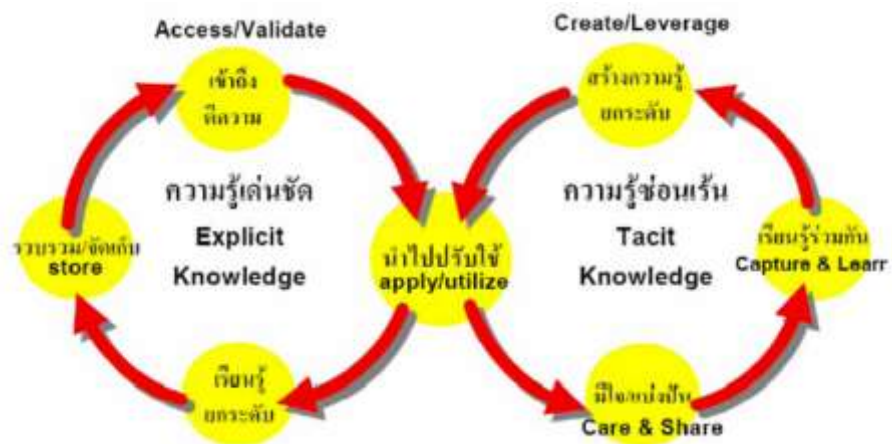 Access/Validate
เข้าถึง
ตีความ
ความรู้เด่นชัด
Explicit
Knowledge
รวบรวม/จัดเก็บ
store
เรียนรู้
ยกระดับ
นำไปปรับใช้
apply/utilize
Create/Leverage
สร้างความรู้
ยกระดับ
ความรู้ซ่อนเร้น
Tacit
Knowledge
เรียนรู้ร่วมกัน
Capture & Learr
มีใจ/แบ่งปัน
Care & Share